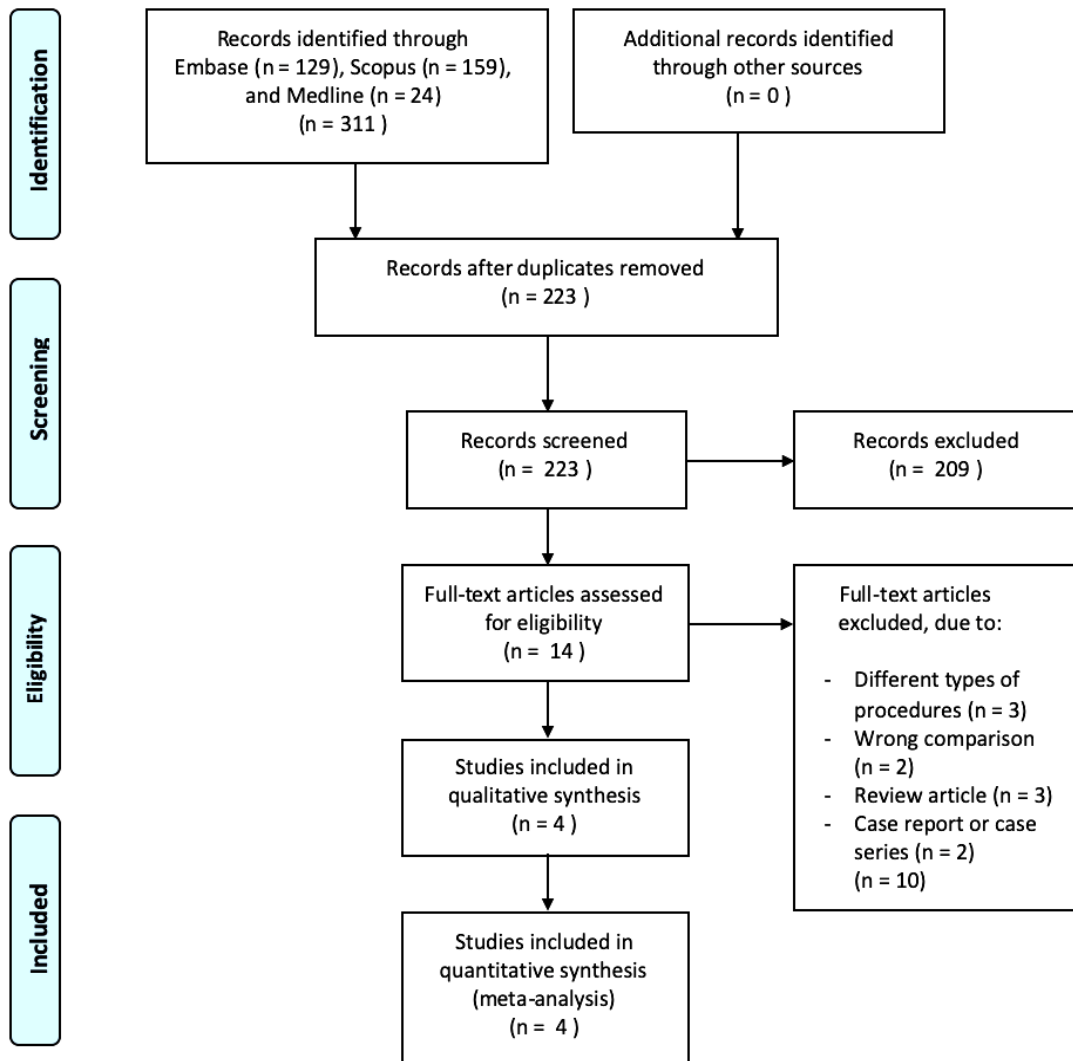 Identification
Records identified through
Embase (n = 129), Scopus (n = 159),
and Medline (n = 24)
(n = 311 )
Additional records identified
through other sources
(n = 0 )
Records after duplicates removed
(n = 223 )
Screening
Records screened
(n = 223 )
Records excluded
(n = 209 )
Eligibility
Full-text articles assessed
for eligibility
(n = 14 )
Full-text articles
excluded, due to:
- Different types of
procedures (n = 3)
- Wrong comparison
(n = 2)
- Review article (n = 3)
- Case report or case
series (n = 2)
(n = 10)
Studies included in
qualitative synthesis
(n = 4 )
Included
Studies included in
quantitative synthesis
(meta-analysis)
(n = 4 )